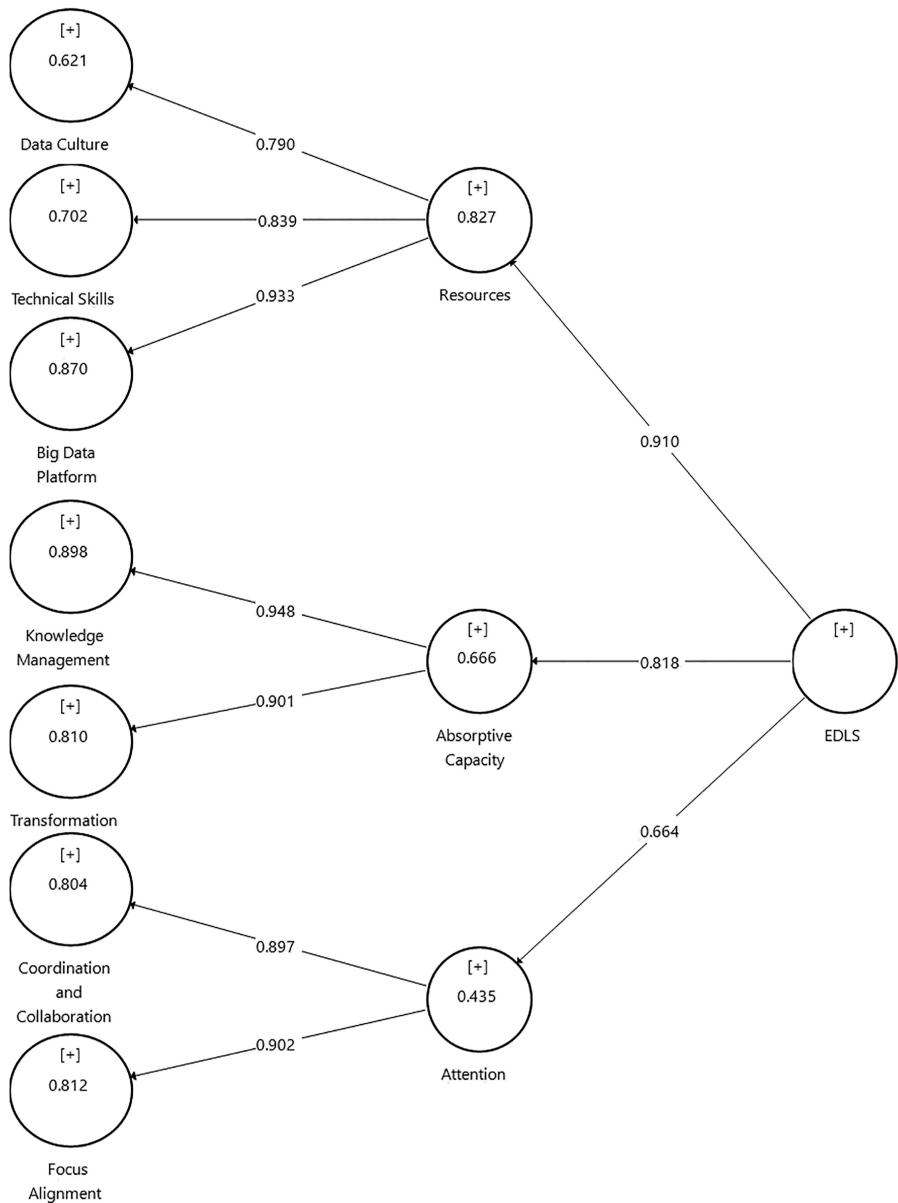 [+]
0.621
Data Culture
0.790
[+]
0.702
Technical Skills
0.839
[+]
0.827
Resources
0.933
[+]
0.870
Big Data
Platform
0.910
[+]
0.898
Knowledge
Management
0.948
[+]
0.666
Absorptive
Capacity
0.818
[+]
EDLS
0.901
[+]
0.810
Transformation
0.664
[+]
0.804
Coordination
and
Collaboration
0.897
[+]
0.435
Attention
0.902
[+]
0.812
Focus
Alignment